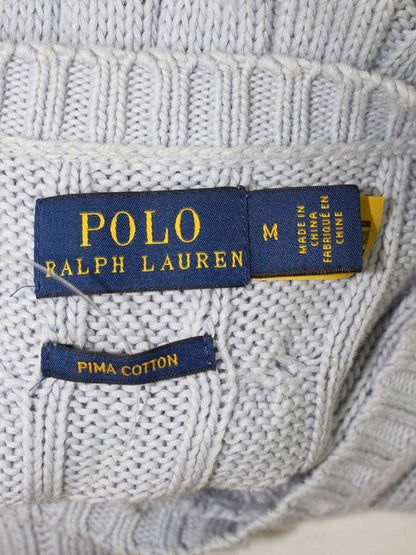 POLO
RALPH LAUREN
M
MADE IN
CHINA
FABRIQUÉ EN
CHINE
PIMA COTTON